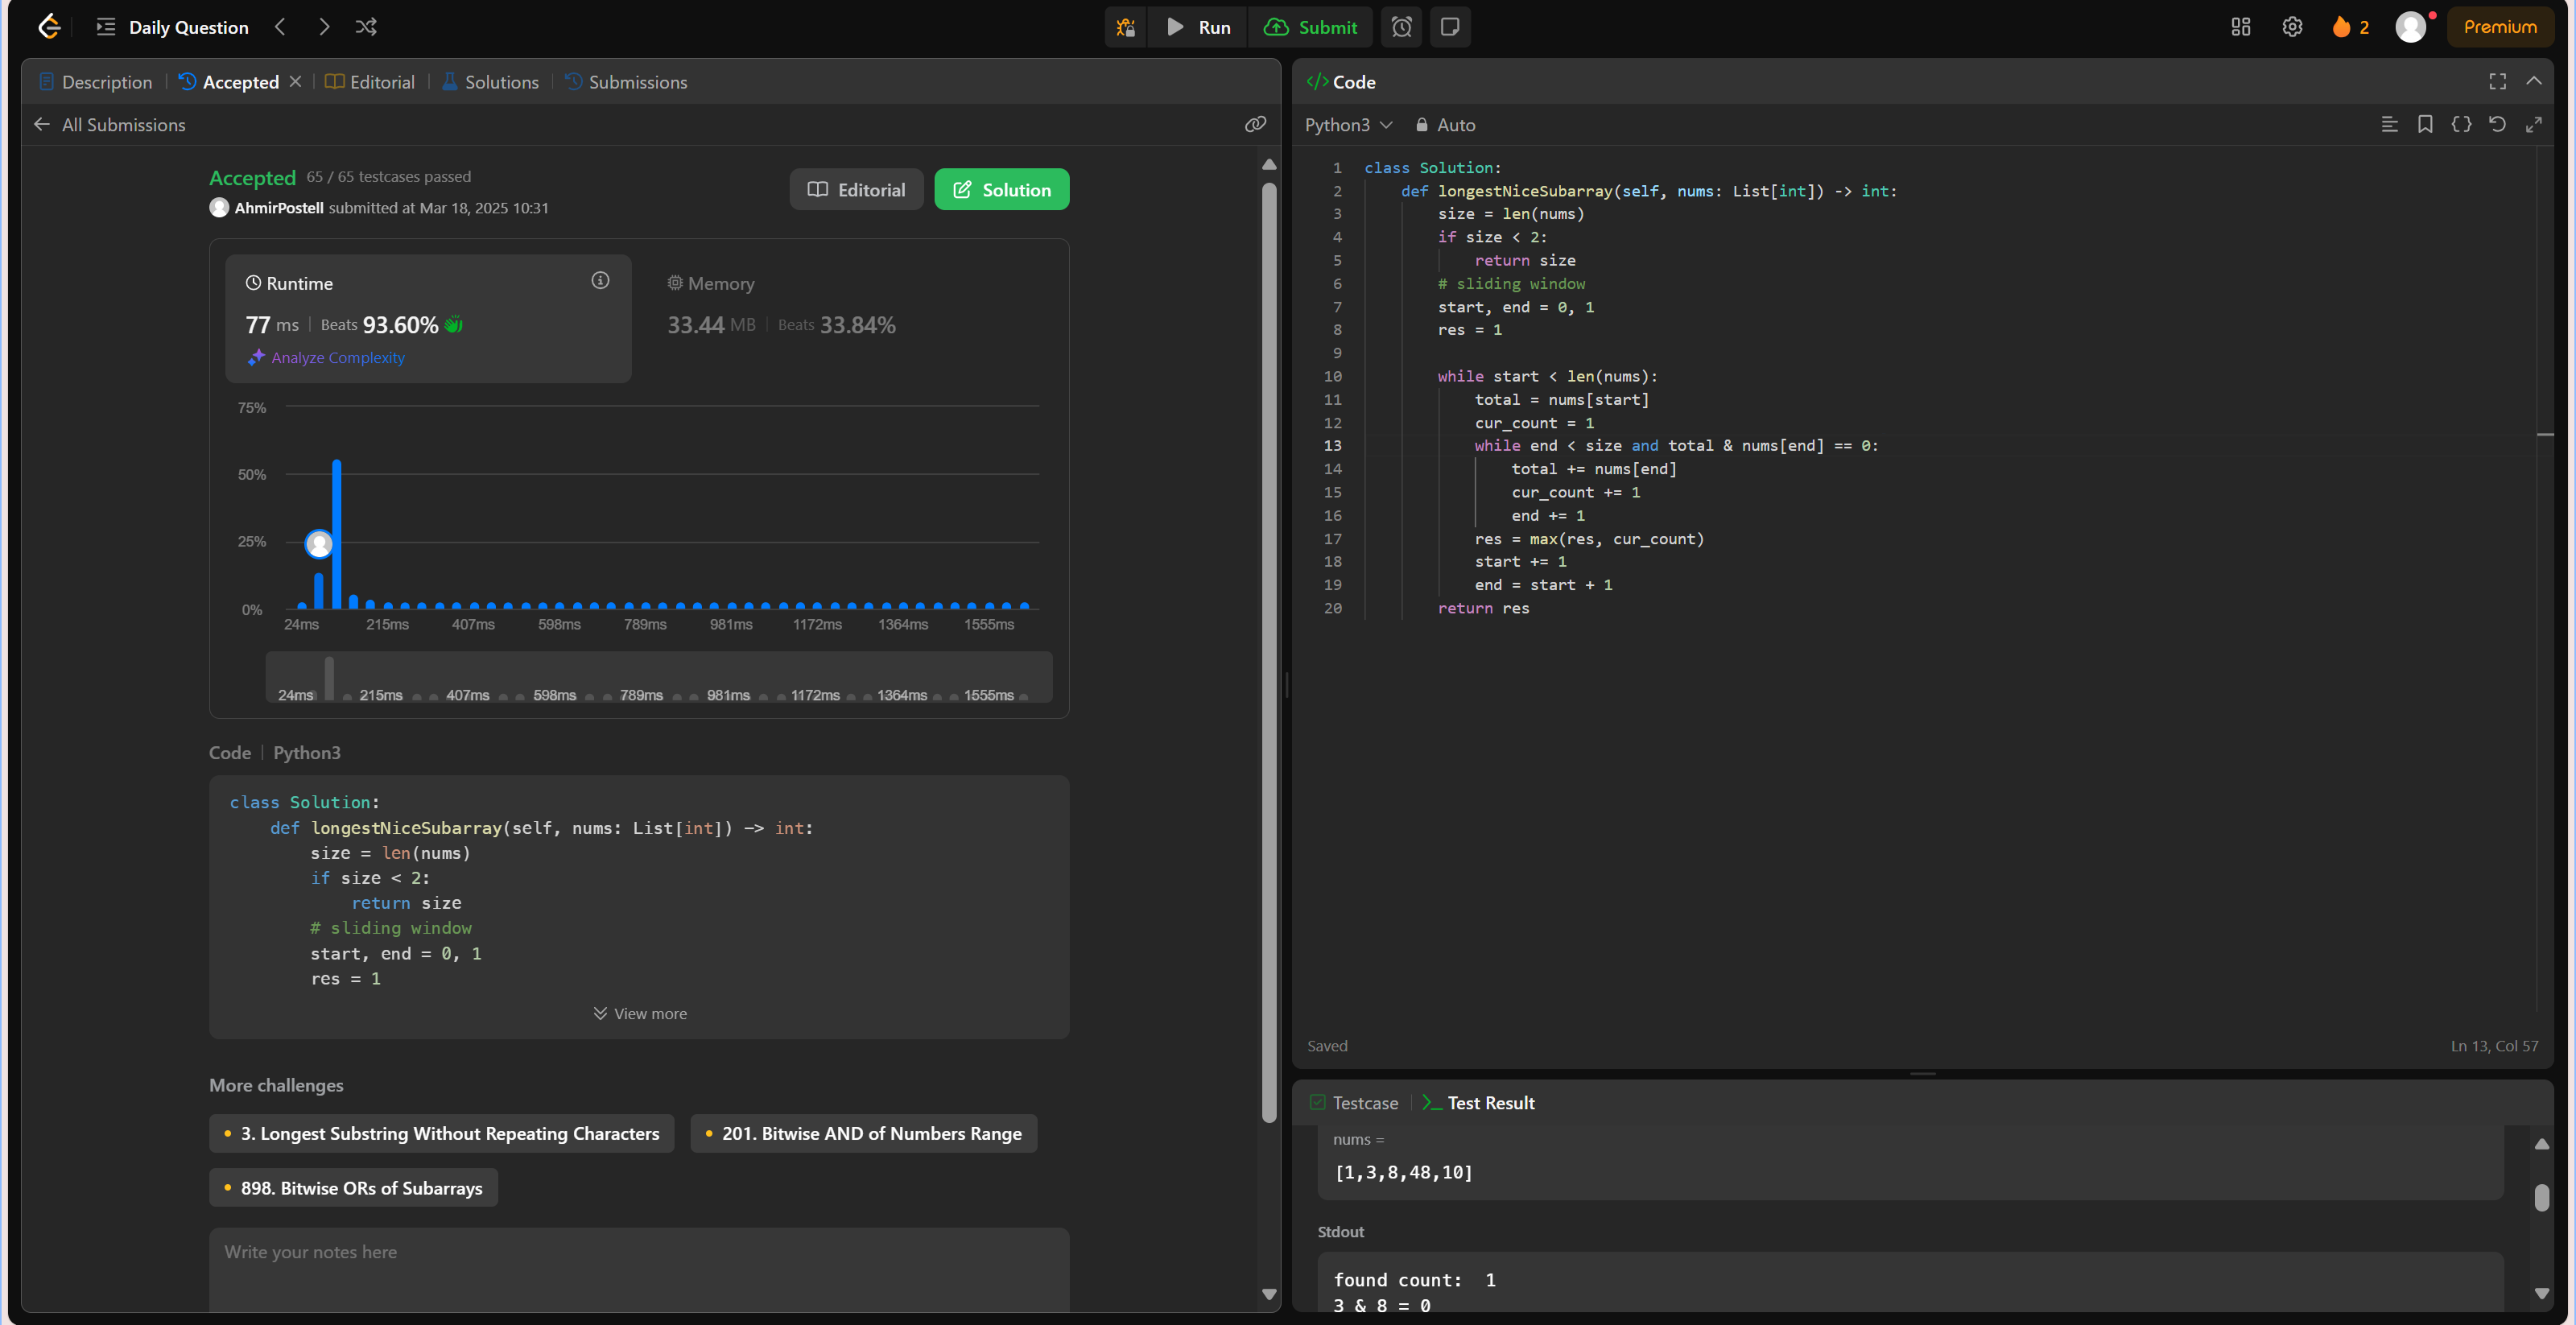 Daily Question
Run
Submit
2
Premium
Description
Accepted
Editorial
Solutions
Submissions
All Submissions
Accepted 65 / 65 testcases passed
AhmirPostell submitted at Mar 18, 2025 10:31
Editorial
Solution
Runtime
77 ms | Beats 93.60%
Analyze Complexity
Memory
33.44 MB | Beats 33.84%
75%
50%
25%
0%
24ms 215ms 407ms 598ms 789ms 981ms 1172ms 1364ms 1555ms
24ms 215ms 407ms 598ms 789ms 981ms 1172ms 1364ms 1555ms
Code | Python3
class Solution:
    def longestNiceSubarray(self, nums: List[int]) -> int:
        size = len(nums)
        if size < 2:
            return size
        # sliding window
        start, end = 0, 1
        res = 1
View more
More challenges
3. Longest Substring Without Repeating Characters
201. Bitwise AND of Numbers Range
898. Bitwise ORs of Subarrays
Write your notes here
</> Code
Python3
Auto
1 class Solution:
2     def longestNiceSubarray(self, nums: List[int]) -> int:
3         size = len(nums)
4         if size < 2:
5             return size
6         # sliding window
7         start, end = 0, 1
8         res = 1
9
10         while start < len(nums):
11             total = nums[start]
12             cur_count = 1
13             while end < size and total & nums[end] == 0:
14                 total += nums[end]
15                 cur_count += 1
16                 end += 1
17             res = max(res, cur_count)
18             start += 1
19             end = start + 1
20         return res
Saved
Ln 13, Col 57
Testcase
Test Result
nums =
[1,3,8,48,10]
Stdout
found count:  1
3 & 8 = 0